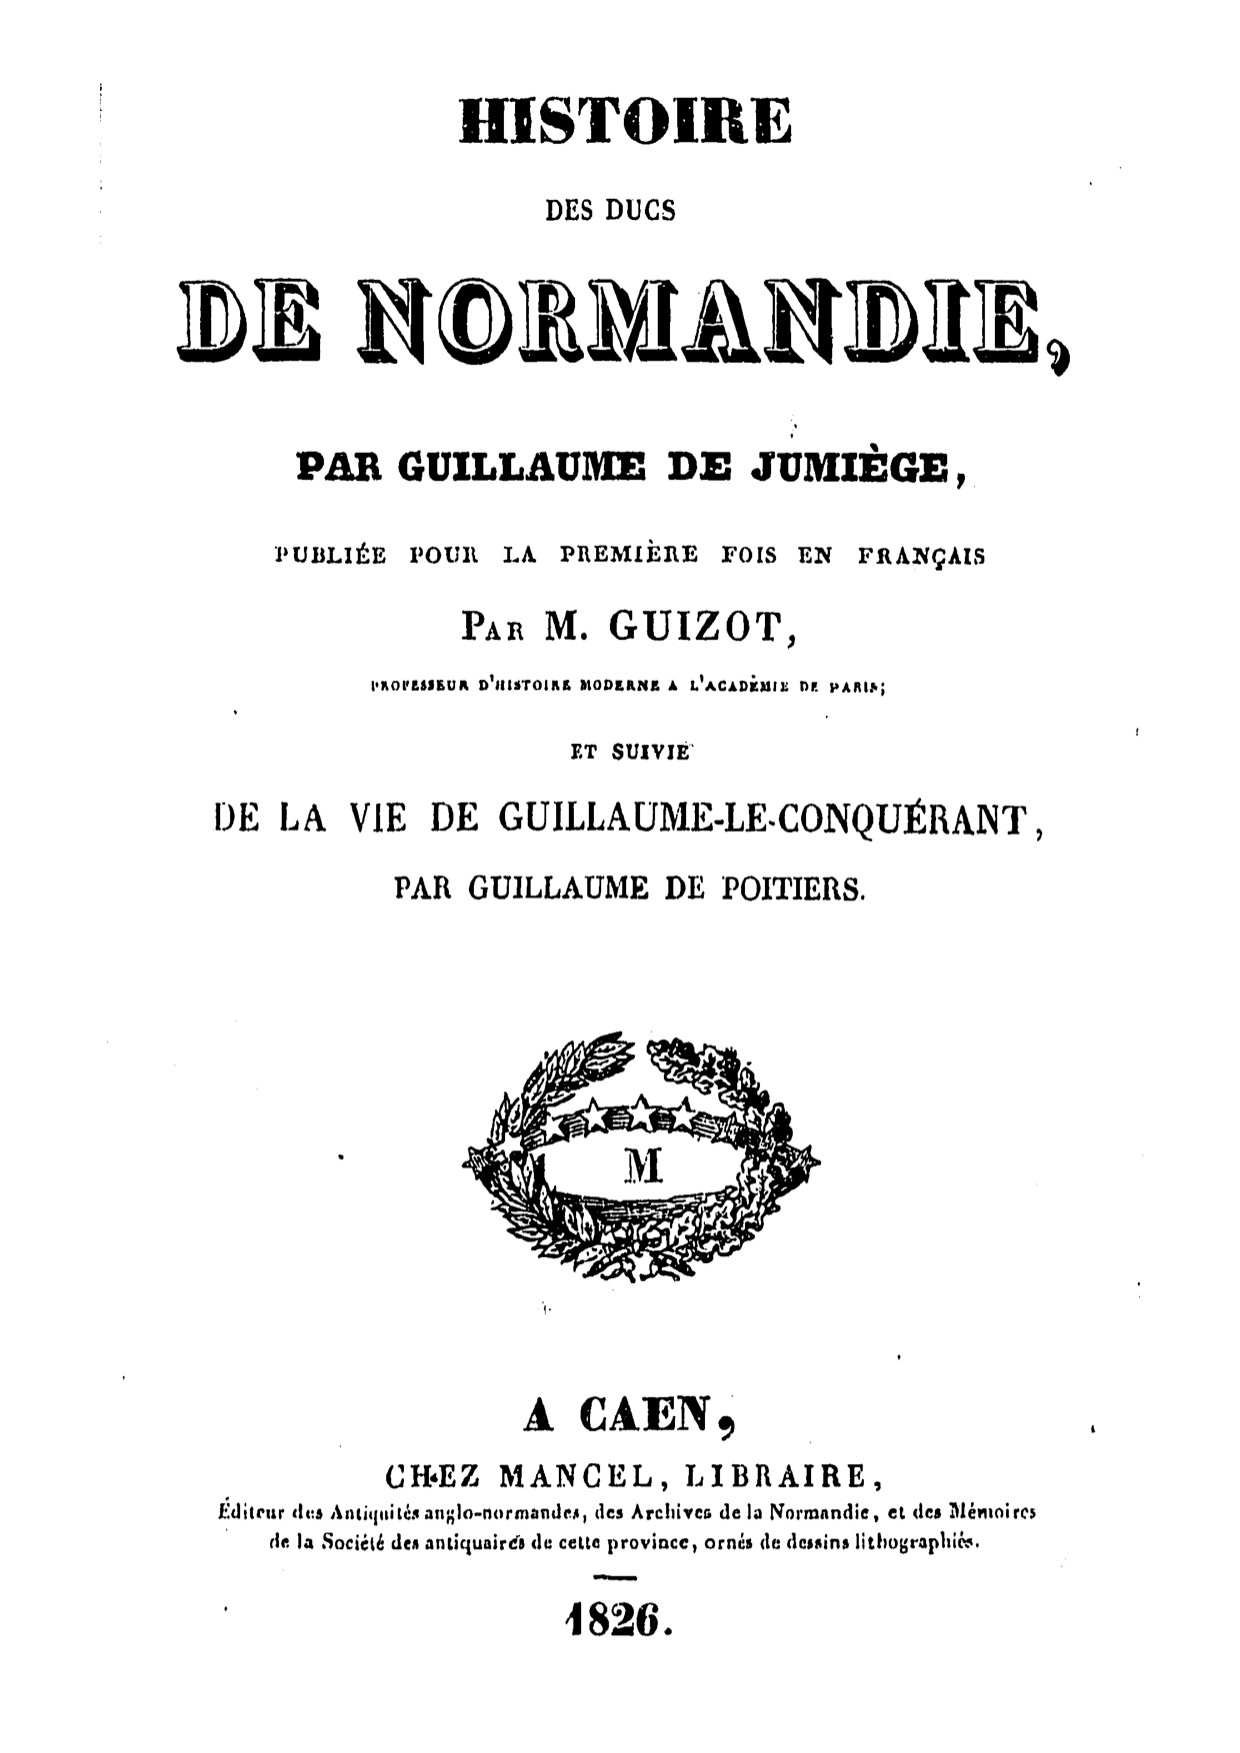 HISTOIRE
DES DUCS
DE NORMANDIE,
PAR GUILLAUME DE JUMIÈGE,
PUBLIÉE POUR LA PREMIÈRE FOIS EN FRANÇAIS
PAR M. GUIZOT,
PROFESSEUR D'HISTOIRE MODERNE A L'ACADÉMIE DE PARIS;
ET SUIVIE
DE LA VIE DE GUILLAUME-LE-CONQUÉRANT,
PAR GUILLAUME DE POITIERS.
M
A CAEN,
CHEZ MANCEL, LIBRAIRE,
Éditeur des Antiquités anglo-normandes, des Archives de la Normandie, et des Mémoires
de la Société des antiquaires de cette province, ornés de dessins lithographiés.
1826.